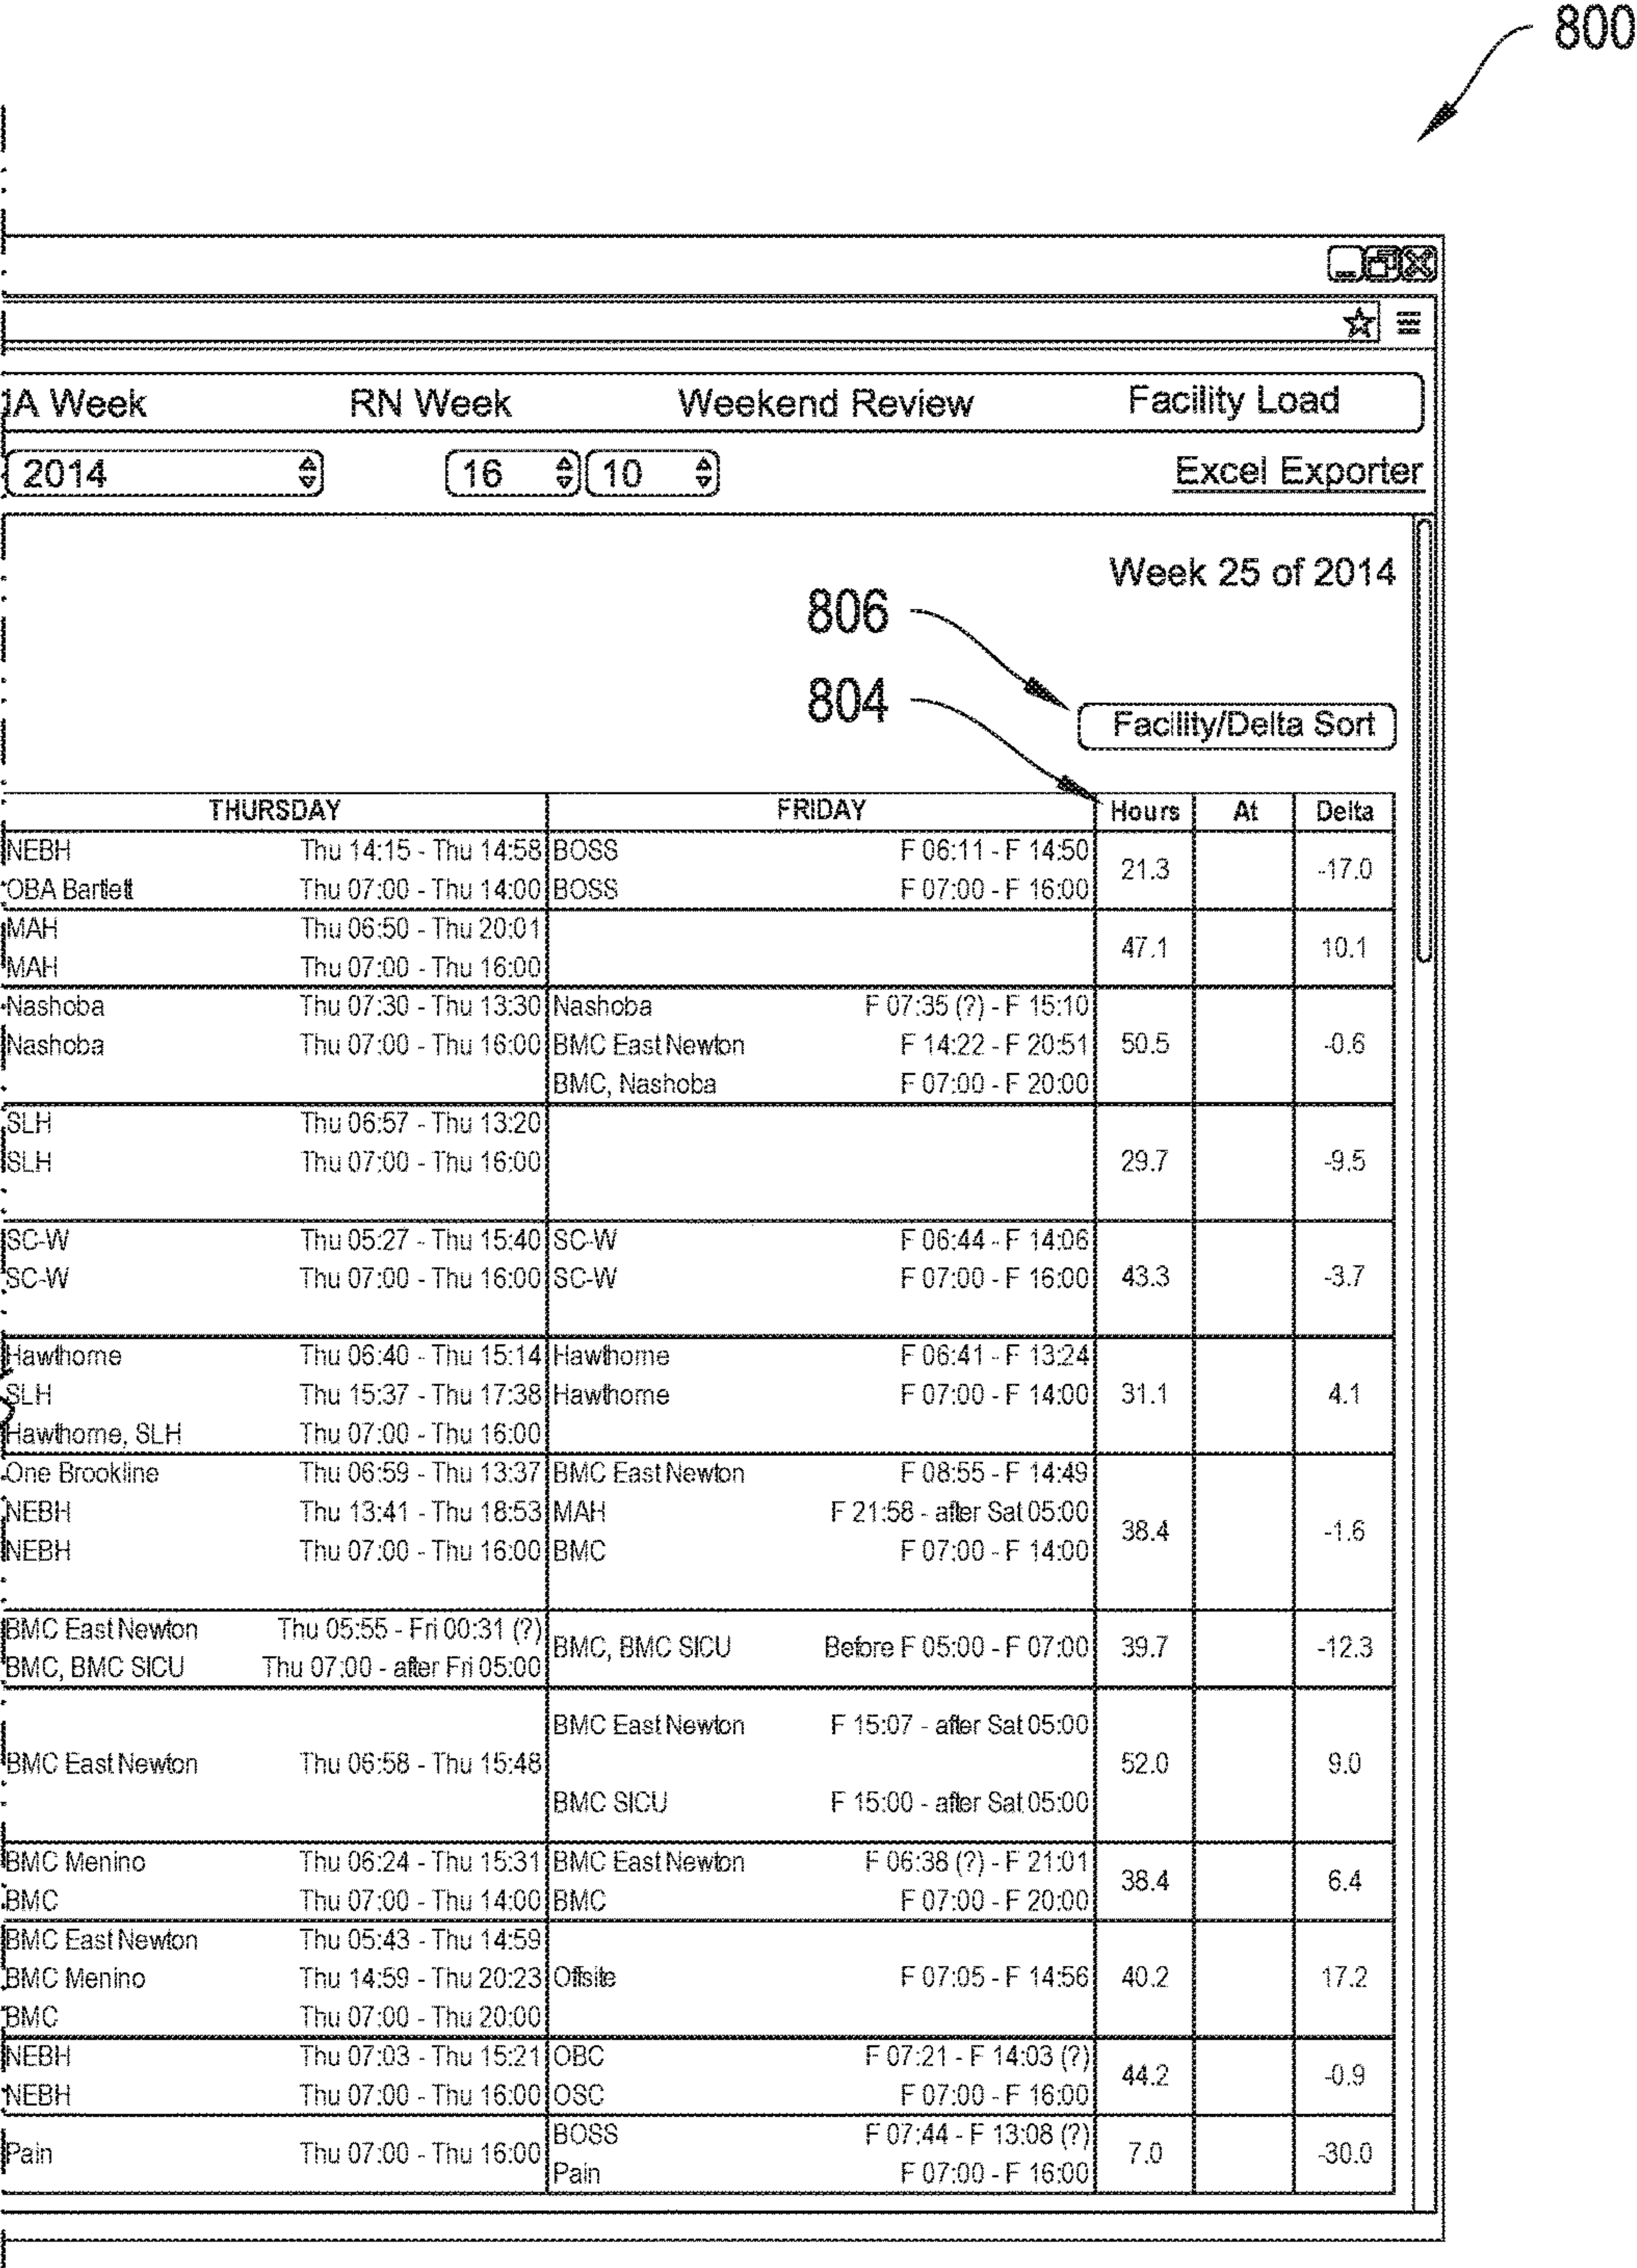 800
IA Week RN Week Weekend Review Facility Load
2014 16 10 Excel Exporter
Week 25 of 2014
806
804
Facility/Delta Sort
THURSDAY FRIDAY Hours At Delta
NEBH Thu 14:15 - Thu 14:58 BOSS F 06:11 - F 14:50
21.3 -17.0
OBA Bartlett Thu 07:00 - Thu 14:00 BOSS F 07:00 - F 16:00
MAH Thu 06:50 - Thu 20:01
47.1 10.1
MAH Thu 07:00 - Thu 16:00
Nashoba Thu 07:30 - Thu 13:30 Nashoba F 07:35 (?) - F 15:10
Nashoba Thu 07:00 - Thu 16:00 BMC East Newton F 14:22 - F 20:51 50.5 -0.6
BMC, Nashoba F 07:00 - F 20:00
SLH Thu 06:57 - Thu 13:20
SLH Thu 07:00 - Thu 16:00 29.7 -9.5
SC-W Thu 05:27 - Thu 15:40 SC-W F 06:44 - F 14:06
SC-W Thu 07:00 - Thu 16:00 SC-W F 07:00 - F 16:00 43.3 -3.7
Hawthorne Thu 06:40 - Thu 15:14 Hawthorne F 06:41 - F 13:24
SLH Thu 15:37 - Thu 17:38 Hawthorne F 07:00 - F 14:00 31.1 4.1
Hawthorne, SLH Thu 07:00 - Thu 16:00
One Brookline Thu 06:59 - Thu 13:37 BMC East Newton F 08:55 - F 14:49
NEBH Thu 13:41 - Thu 18:53 MAH F 21:58 - after Sat 05:00
38.4 -1.6
NEBH Thu 07:00 - Thu 16:00 BMC F 07:00 - F 14:00
BMC East Newton Thu 05:55 - Fri 00:31 (?)
BMC, BMC SICU Before F 05:00 - F 07:00 39.7 -12.3
BMC, BMC SICU Thu 07:00 - after Fri 05:00
BMC East Newton F 15:07 - after Sat 05:00
BMC East Newton Thu 06:58 - Thu 15:48 52.0 9.0
BMC SICU F 15:00 - after Sat 05:00
BMC Menino Thu 06:24 - Thu 15:31 BMC East Newton F 06:38 (?) - F 21:01
38.4 6.4
BMC Thu 07:00 - Thu 14:00 BMC F 07:00 - F 20:00
BMC East Newton Thu 05:43 - Thu 14:59
BMC Menino Thu 14:59 - Thu 20:23 Offsite F 07:05 - F 14:56 40.2 17.2
BMC Thu 07:00 - Thu 20:00
NEBH Thu 07:03 - Thu 15:21 OBC F 07:21 - F 14:03 (?)
44.2 -0.9
NEBH Thu 07:00 - Thu 16:00 OSC F 07:00 - F 16:00
BOSS F 07:44 - F 13:08 (?)
Pain Thu 07:00 - Thu 16:00 7.0 -30.0
Pain F 07:00 - F 16:00